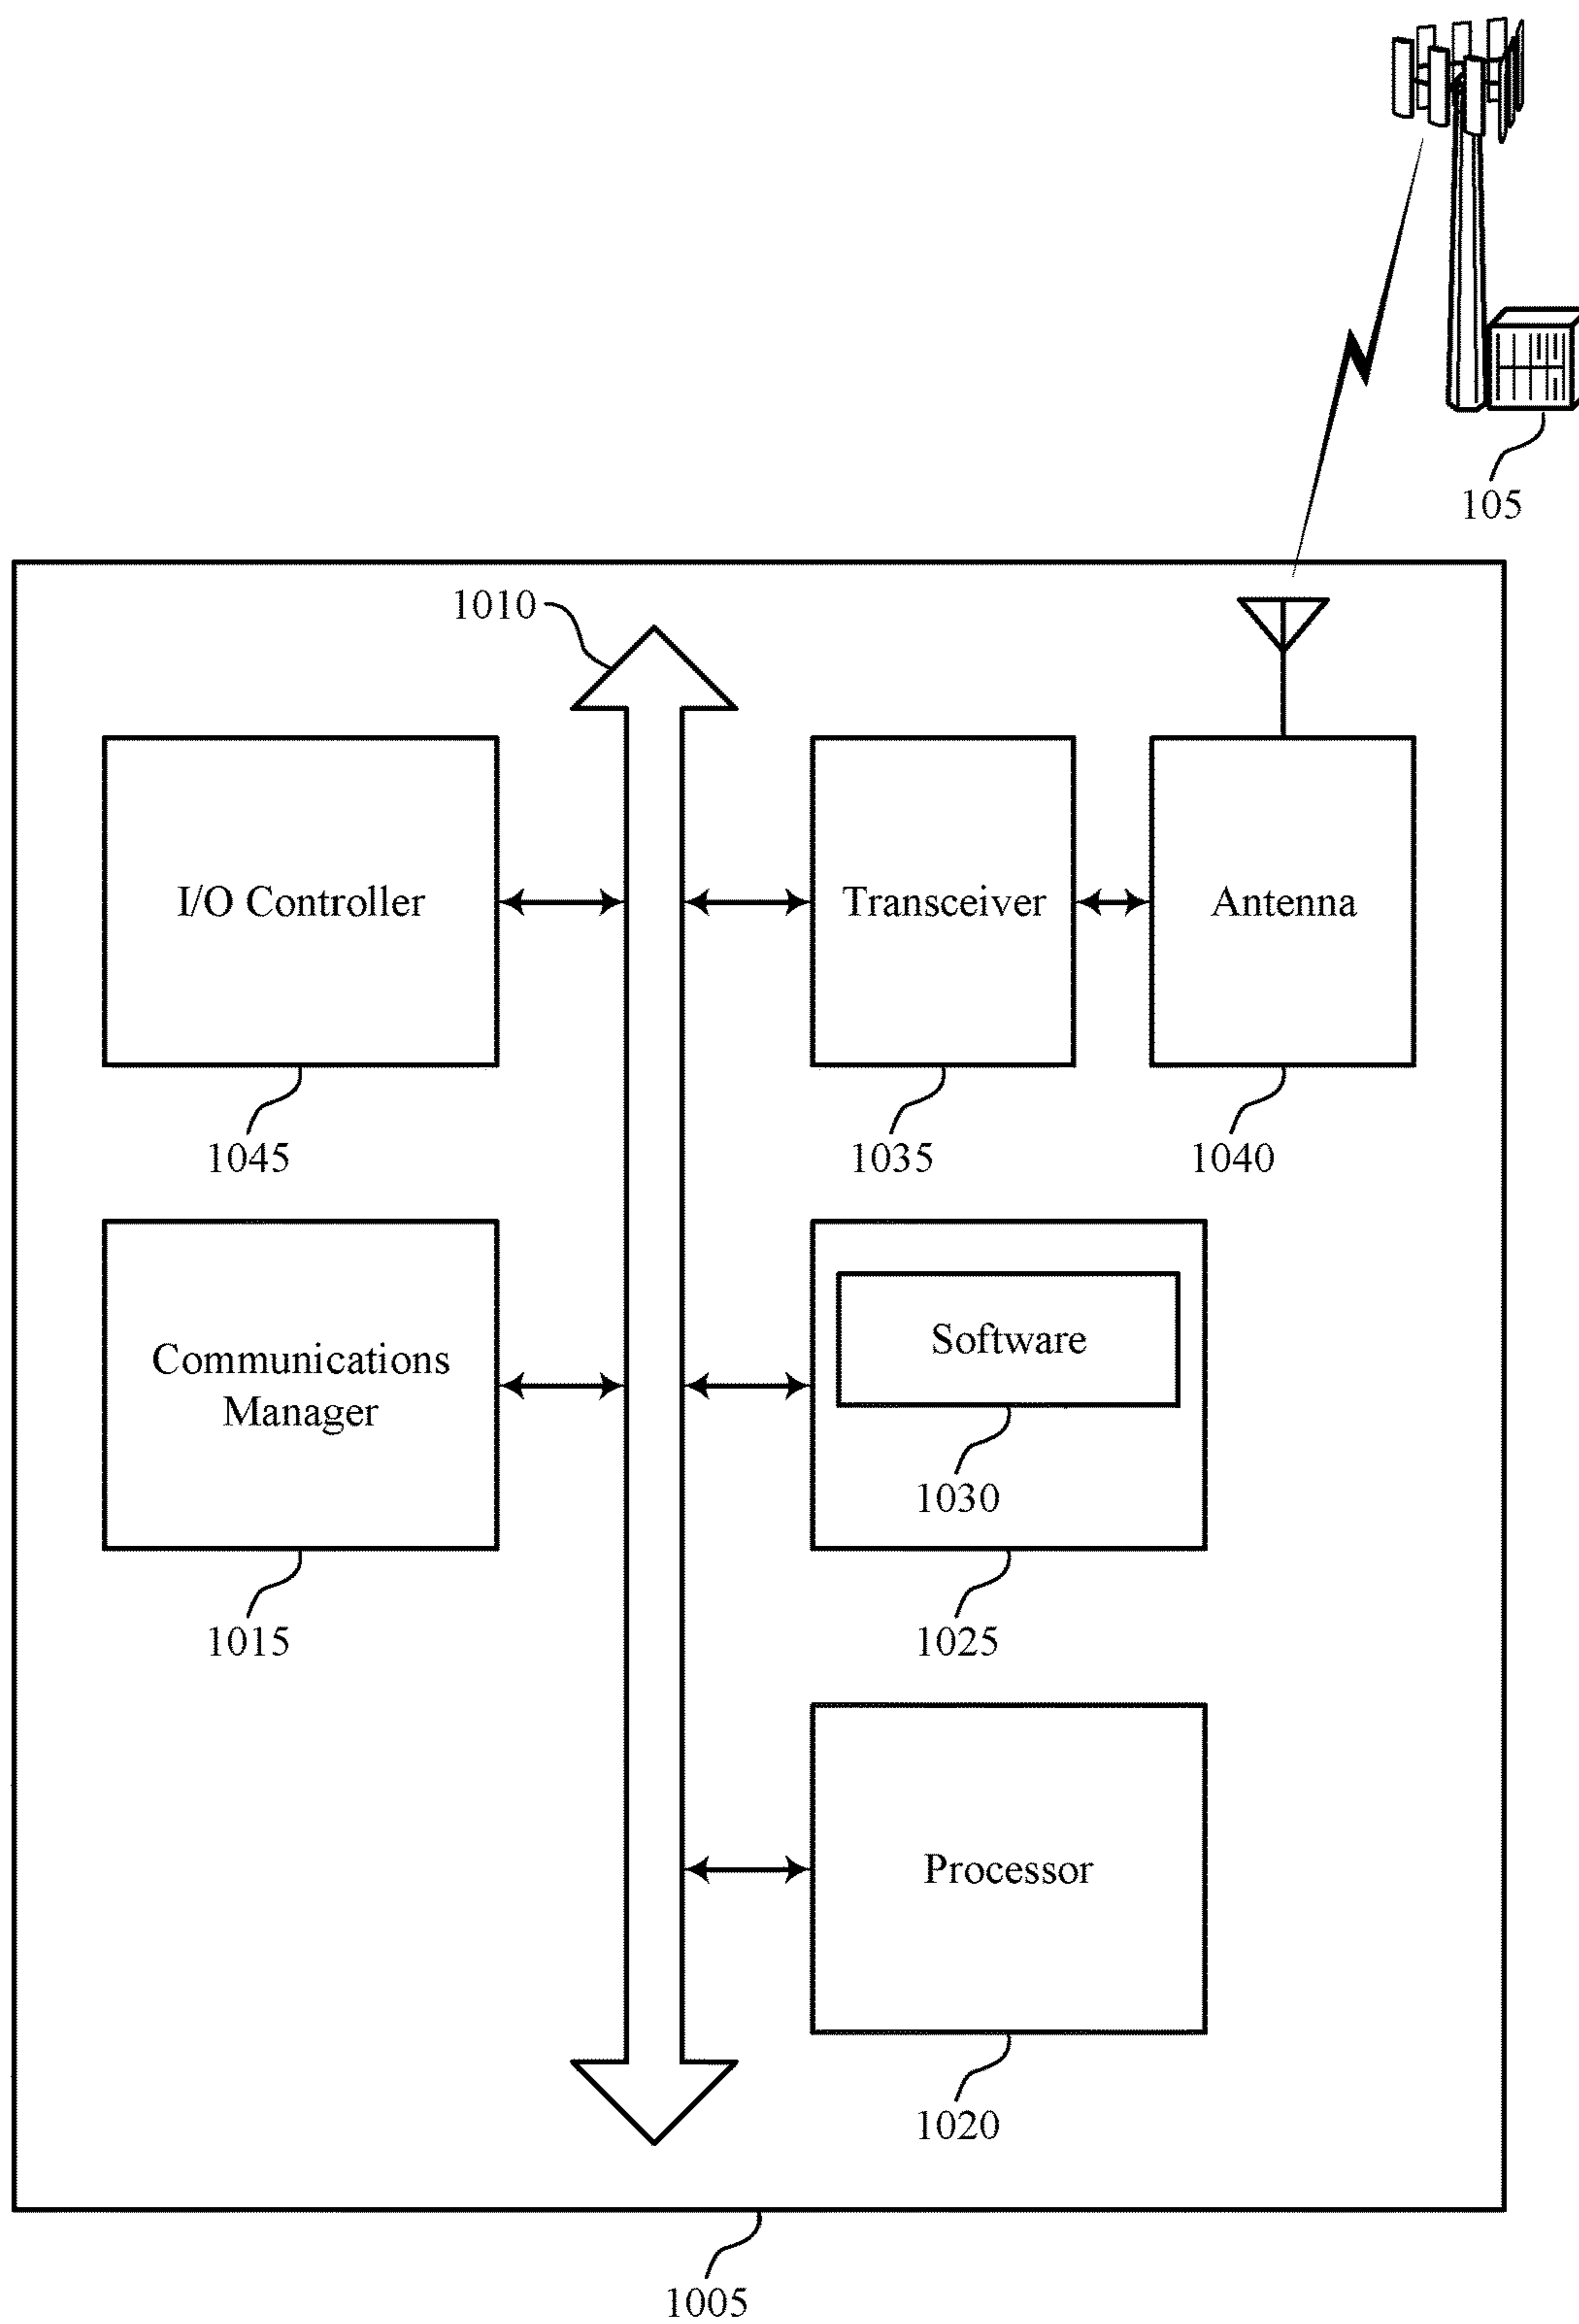 105
1010
I/O Controller
Transceiver
Antenna
1045
1035
1040
Communications
Manager
Software
1030
1015
1025
Processor
1020
1005